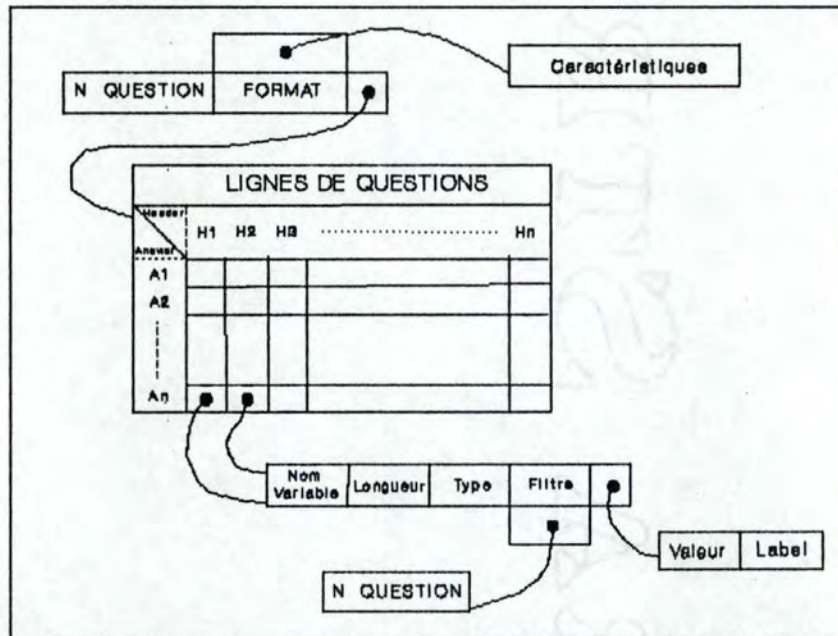 Caractéristiques
N QUESTION FORMAT
LIGNES DE QUESTIONS
Header
Answer
H1 H2 H3 Hn
A1
A2
An
Nom Variable Longueur Type Filtre
Valeur Label
N QUESTION